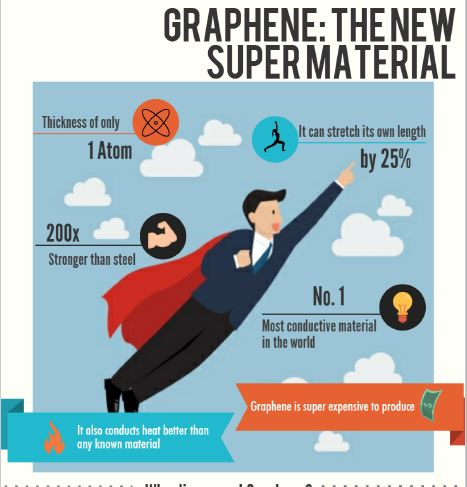 GRAPHENE: THE NEW
SUPER MATERIAL
Thickness of only
1 Atom
It can stretch its own length
by 25%
200x
Stronger than steel
No. 1
Most conductive material
in the world
Graphene is super expensive to produce
It also conducts heat better than
any known material